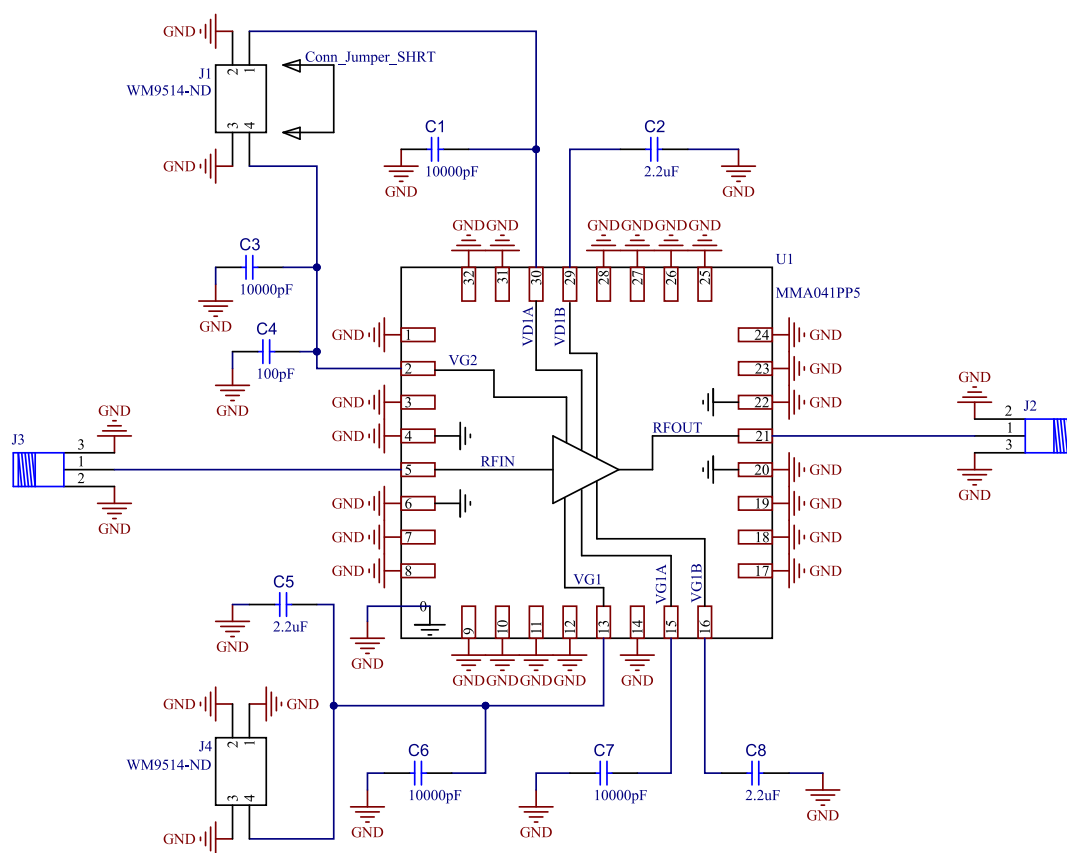 GND
2 1
Conn_Jumper_SHRT
J1
WM9514-ND
3 4
GND
C1
10000pF
GND
C2
2.2uF
GND
C3
10000pF
GND
C4
100pF
GND
GND GND GND GND GND GND
32 31 30 29 28 27 26 25
U1
MMA041PP5
VD1A VD1B
GND 1
2 VG2
GND 3
GND 4
5 RFIN
GND 6
GND 7
GND 8
24 GND
23 GND
22 GND
RFOUT 21
20 GND
19 GND
18 GND
17 GND
J3
GND
3
1
2
GND
GND
J2
2
1
3
GND
VG1 VG1A VG1B
0
GND
9 10 11 12 13 14 15 16
GND GND GND GND GND
C5
2.2uF
GND
GND GND
2 1
J4
WM9514-ND
3 4
GND
C6
10000pF
GND
C7
10000pF
GND
C8
2.2uF
GND